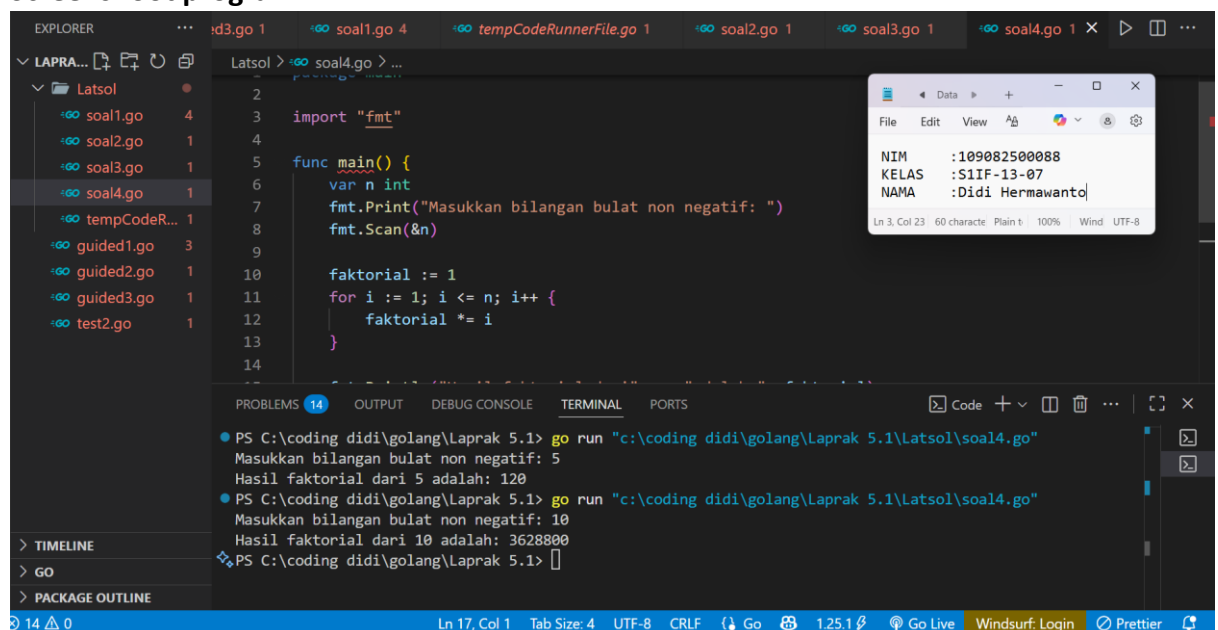 EXPLORER
ed3.go 1
soal1.go 4
tempCodeRunnerFile.go 1
soal2.go 1
soal3.go 1
soal4.go 1
LAPRA...
Latsol > soal4.go > ...
Latsol
soal1.go 4
soal2.go 1
soal3.go 1
soal4.go 1
tempCodeR... 1
guided1.go 3
guided2.go 1
guided3.go 1
test2.go 1
2
3 import "fmt"
4
5 func main() {
6 var n int
7 fmt.Print("Masukkan bilangan bulat non negatif: ")
8 fmt.Scan(&n)
9
10 faktorial := 1
11 for i := 1; i <= n; i++ {
12 faktorial *= i
13 }
14
Data
File Edit View
NIM :109082500088
KELAS :S1IF-13-07
NAMA :Didi Hermawanto
Ln 3, Col 23 60 characte Plain t 100% Wind UTF-8
PROBLEMS 14 OUTPUT DEBUG CONSOLE TERMINAL PORTS
Code
PS C:\coding didi\golang\Laprak 5.1> go run "c:\coding didi\golang\Laprak 5.1\Latsol\soal4.go"
Masukkan bilangan bulat non negatif: 5
Hasil faktorial dari 5 adalah: 120
PS C:\coding didi\golang\Laprak 5.1> go run "c:\coding didi\golang\Laprak 5.1\Latsol\soal4.go"
Masukkan bilangan bulat non negatif: 10
Hasil faktorial dari 10 adalah: 3628800
PS C:\coding didi\golang\Laprak 5.1>
TIMELINE
GO
PACKAGE OUTLINE
14 0 Ln 17, Col 1 Tab Size: 4 UTF-8 CRLF Go 1.25.1 Go Live Windsurf: Login Prettier